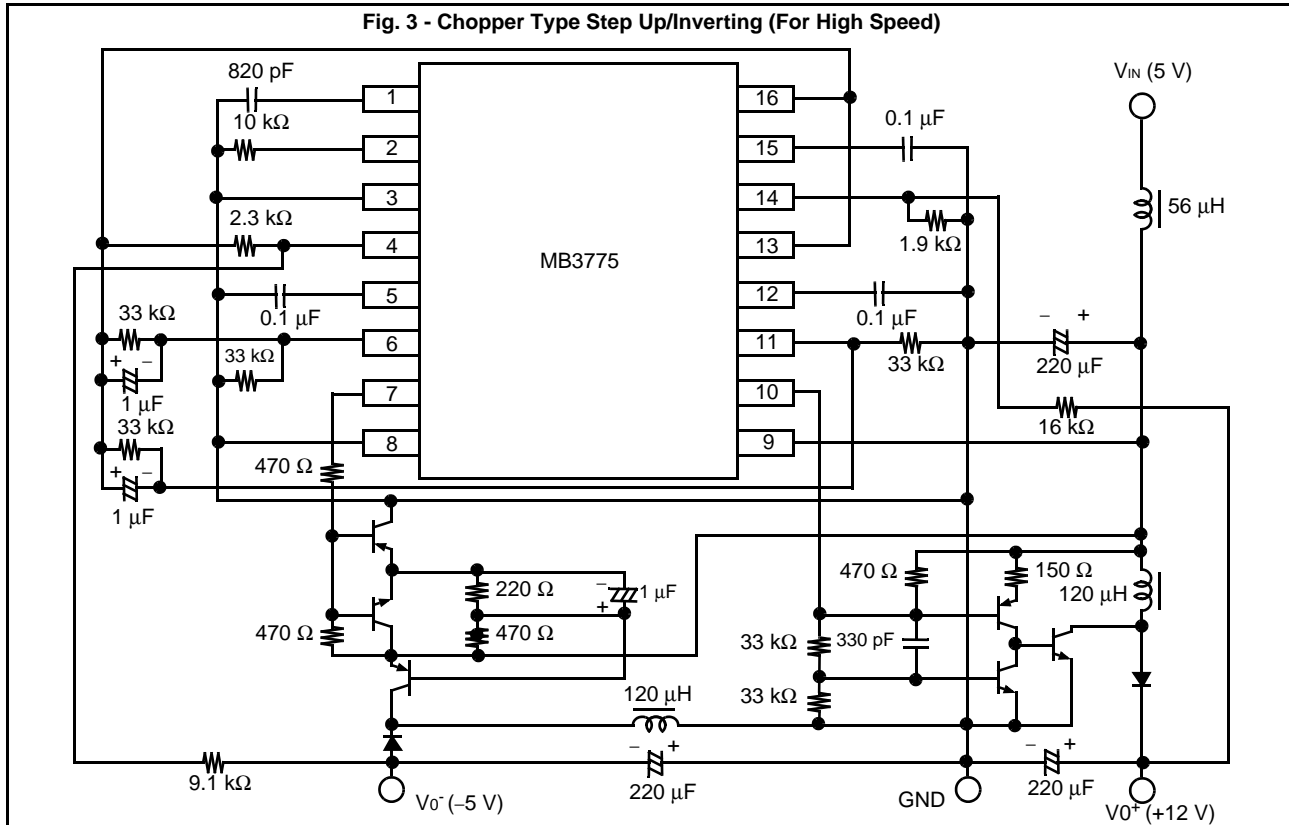 Fig. 3 - Chopper Type Step Up/Inverting (For High Speed)
820 pF
VIN (5 V)
1
16
10 kΩ
0.1 μF
2
15
3
14
56 μH
2.3 kΩ
1.9 kΩ
4
13
MB3775
5
12
33 kΩ
0.1 μF
0.1 μF
− +
+ −
6
11
33 kΩ
33 kΩ
220 μF
1 μF
7
10
33 kΩ
16 kΩ
8
9
470 Ω
+ −
1 μF
220 Ω
−
1 μF
+
470 Ω
150 Ω
120 μH
470 Ω
470 Ω
33 kΩ
330 pF
120 μH
33 kΩ
− +
− +
9.1 kΩ
V0- (−5 V)
220 μF
GND
220 μF
V0+ (+12 V)